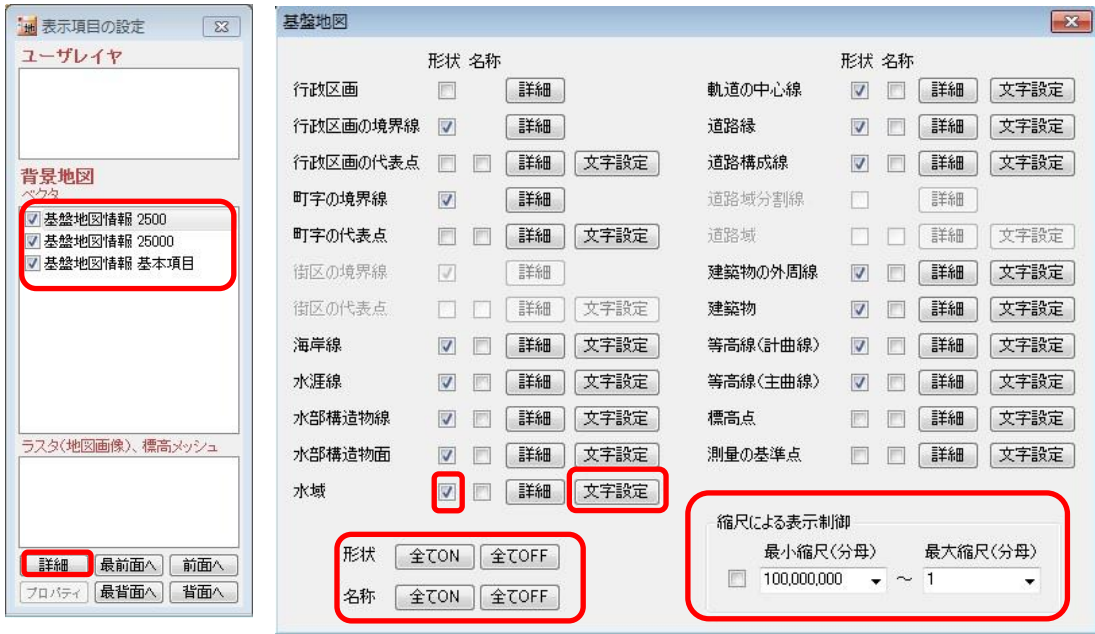 表示項目の設定
ユーザレイヤ
背景地図
ベクタ
基盤地図情報 2500
基盤地図情報 25000
基盤地図情報 基本項目
ラスタ(地図画像)、標高メッシュ
詳細 最前面へ 前面へ
プロパティ 最背面へ 背面へ
基盤地図
形状 名称
行政区画 詳細
行政区画の境界線 詳細
行政区画の代表点 詳細 文字設定
町字の境界線 詳細
町字の代表点 詳細 文字設定
街区の境界線 詳細
街区の代表点 詳細 文字設定
海岸線 詳細 文字設定
水涯線 詳細 文字設定
水部構造物線 詳細 文字設定
水部構造物面 詳細 文字設定
水域 詳細 文字設定
形状 全てON 全てOFF
名称 全てON 全てOFF
形状 名称
軌道の中心線 詳細 文字設定
道路縁 詳細 文字設定
道路構成線 詳細 文字設定
道路域分割線 詳細
道路域 詳細 文字設定
建築物の外周線 詳細 文字設定
建築物 詳細 文字設定
等高線(計曲線) 詳細 文字設定
等高線(主曲線) 詳細 文字設定
標高点 詳細 文字設定
測量の基準点 詳細 文字設定
縮尺による表示制御
最小縮尺(分母) 最大縮尺(分母)
100,000,000 ～ 1